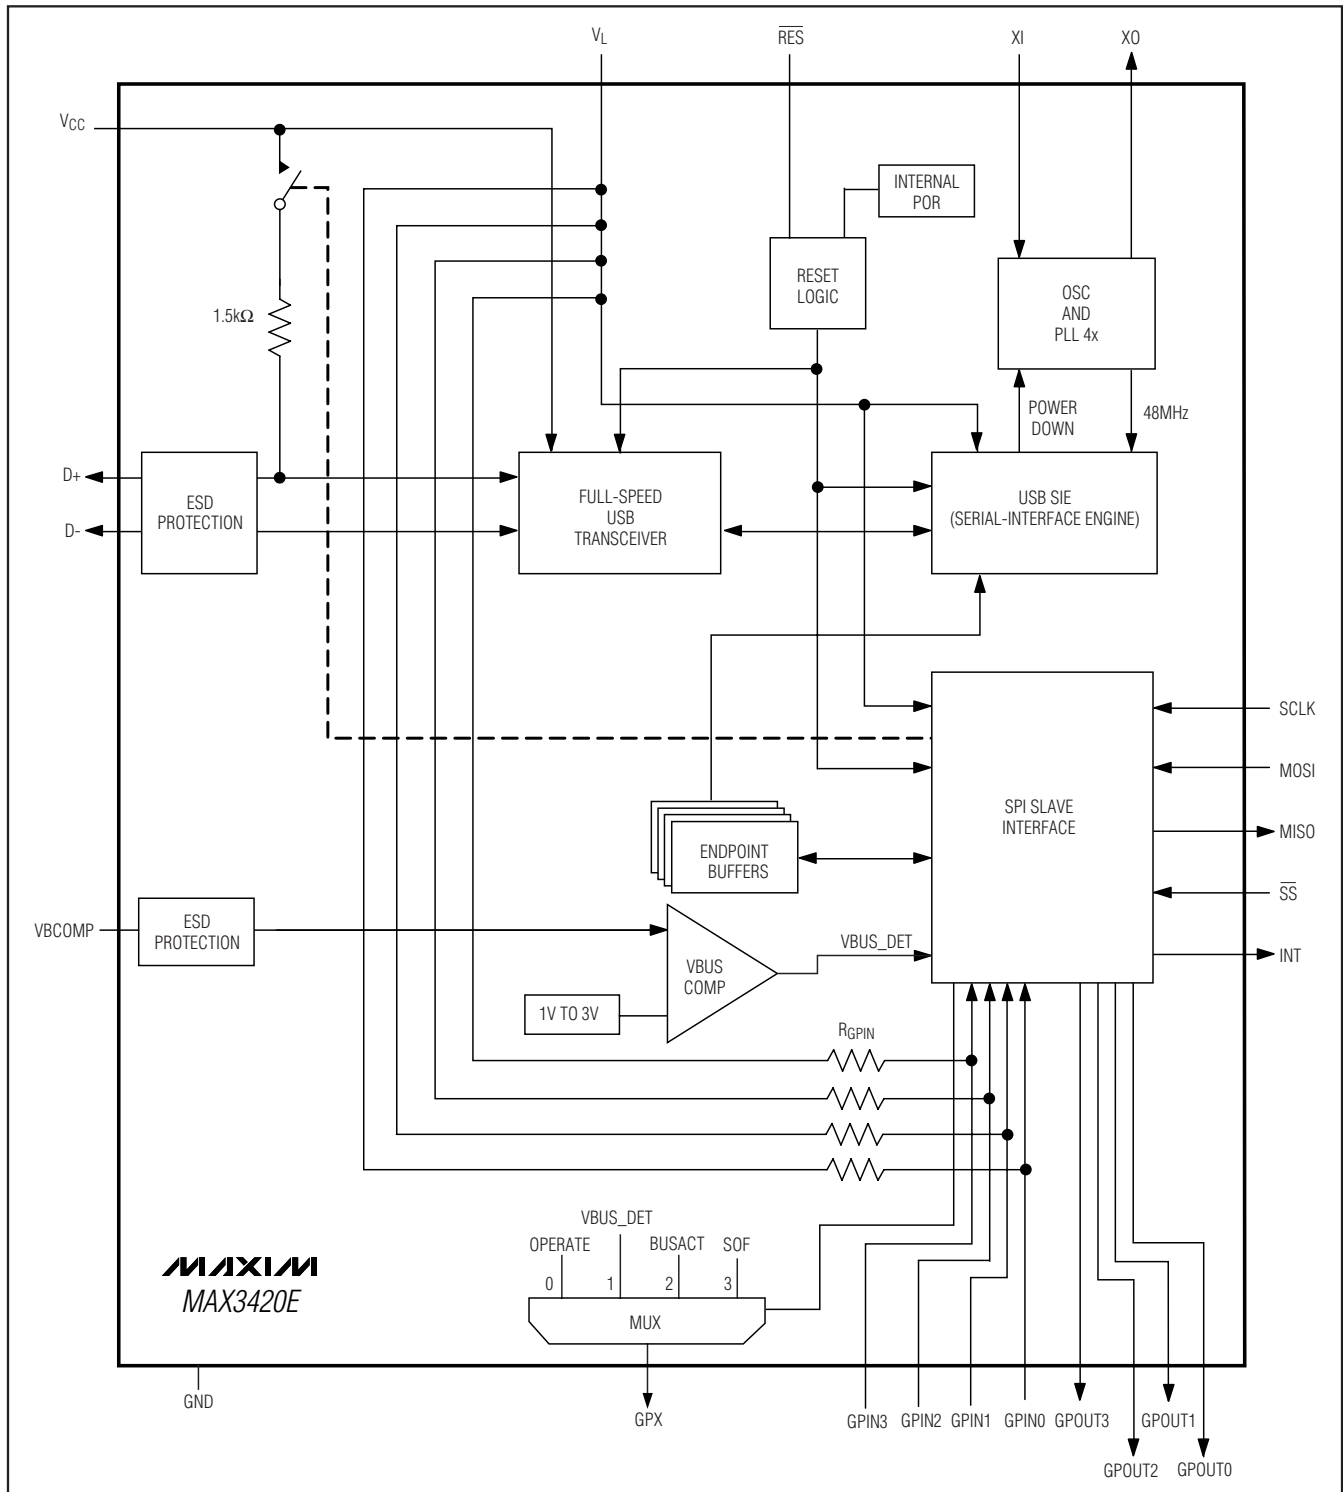 VL
R̅E̅S̅
XI
XO
VCC
INTERNAL
POR
RESET
LOGIC
OSC
AND
PLL 4x
1.5kΩ
POWER
DOWN
48MHz
D+
D-
ESD
PROTECTION
FULL-SPEED
USB
TRANSCEIVER
USB SIE
(SERIAL-INTERFACE ENGINE)
SCLK
MOSI
SPI SLAVE
INTERFACE
MISO
ENDPOINT
BUFFERS
S̅S̅
VBCOMP
ESD
PROTECTION
VBUS_DET
INT
VBUS
COMP
1V TO 3V
RGPIN
VBUS_DET
OPERATE
BUSACT
SOF
0
1
2
3
MUX
MAXIM
MAX3420E
GND
GPX
GPIN3
GPIN2
GPIN1
GPIN0
GPOUT3
GPOUT1
GPOUT2
GPOUT0